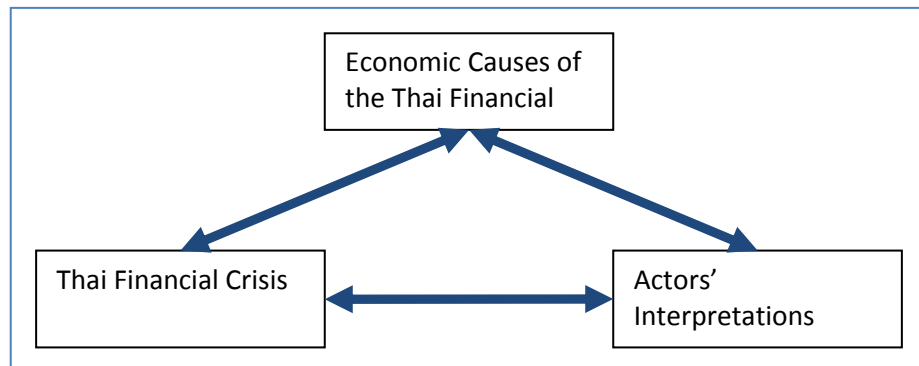 Economic Causes of
the Thai Financial
Thai Financial Crisis
Actors’
Interpretations